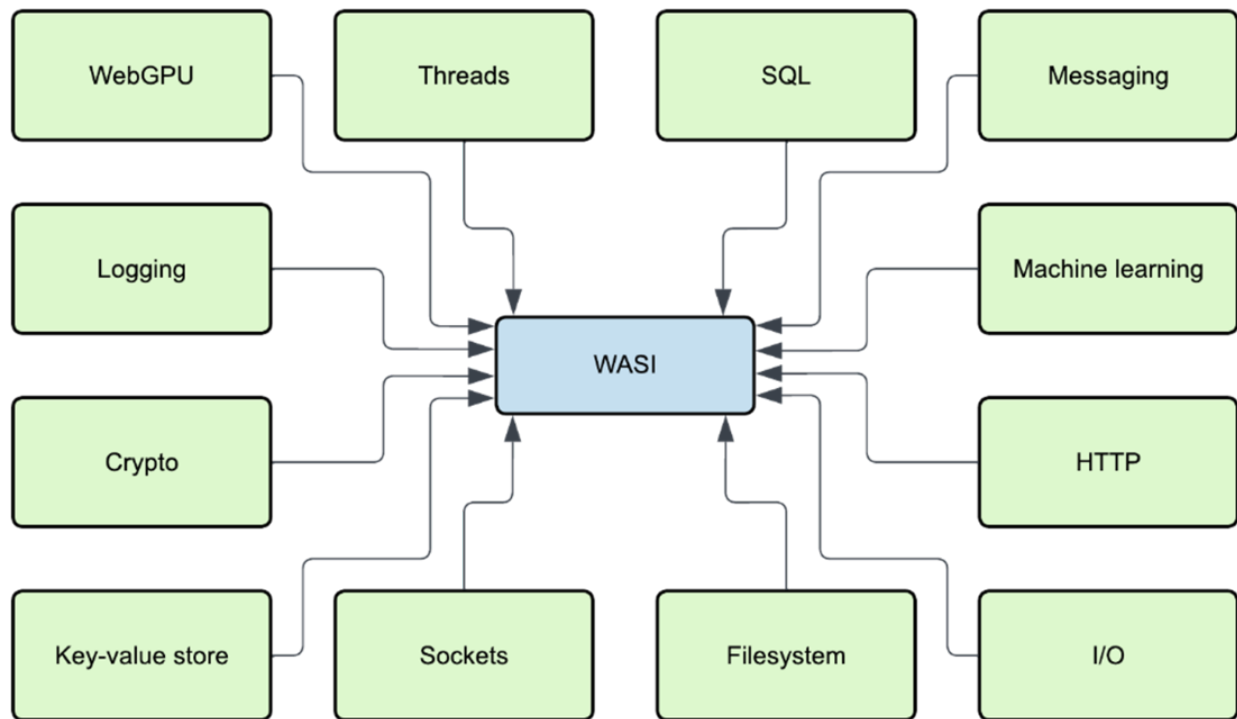 WebGPU
Threads
SQL
Messaging
Logging
Machine learning
WASI
Crypto
HTTP
Key-value store
Sockets
Filesystem
I/O